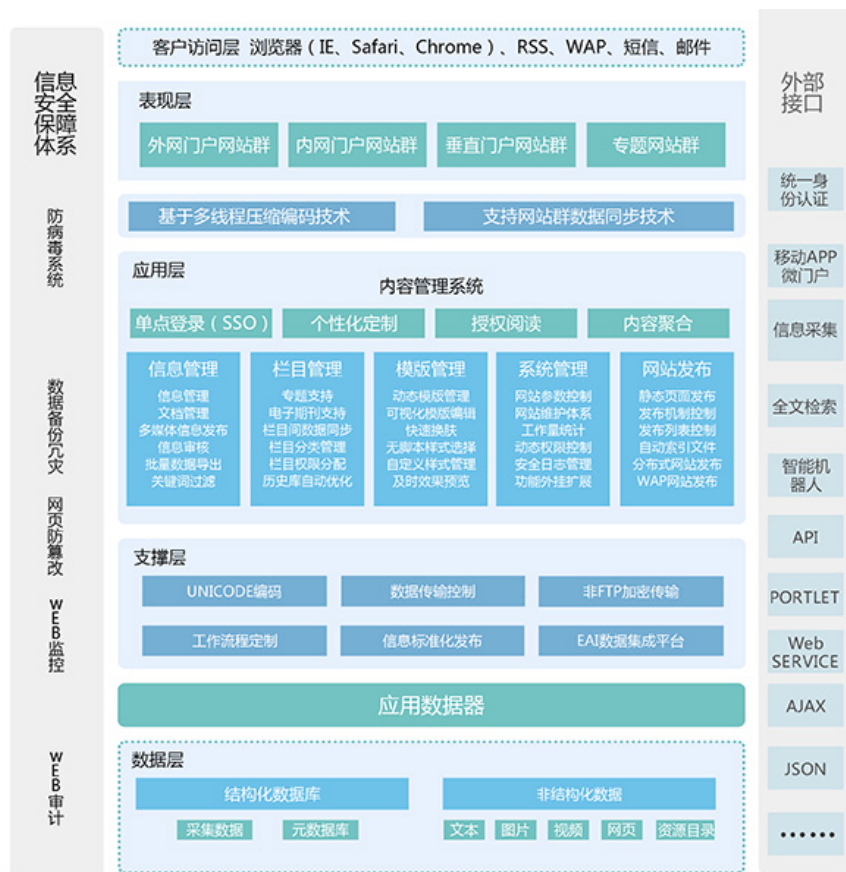 信息
安全
保障
体系
防病毒系统
数据备份冗灾
网页防篡改
WEB监控
WEB审计
客户访问层 浏览器（IE、Safari、Chrome）、RSS、WAP、短信、邮件
表现层
外网门户网站群 内网门户网站群 垂直门户网站群 专题网站群
基于多线程压缩编码技术 支持网站群数据同步技术
应用层
内容管理系统
单点登录（SSO） 个性化定制 授权阅读 内容聚合
信息管理
信息管理
文档管理
多媒体信息发布
信息审核
批量数据导出
关键词过滤
栏目管理
专题支持
电子期刊支持
栏目间数据同步
栏目分类管理
栏目权限分配
历史库自动优化
模版管理
动态模版管理
可视化模版编辑
快速换肤
无脚本样式选择
自定义样式管理
及时效果预览
系统管理
网站参数控制
网站维护体系
工作量统计
动态权限控制
安全日志管理
功能外挂扩展
网站发布
静态页面发布
发布机制控制
发布列表控制
自动索引文件
分布式网站发布
WAP网站发布
支撑层
UNICODE编码 数据传输控制 非FTP加密传输
工作流程定制 信息标准化发布 EAI数据集成平台
应用数据器
数据层
结构化数据库 非结构化数据
采集数据 元数据库 文本 图片 视频 网页 资源目录
外部
接口
统一身
份认证
移动APP
微门户
信息采集
全文检索
智能机
器人
API
PORTLET
Web
SERVICE
AJAX
JSON
......